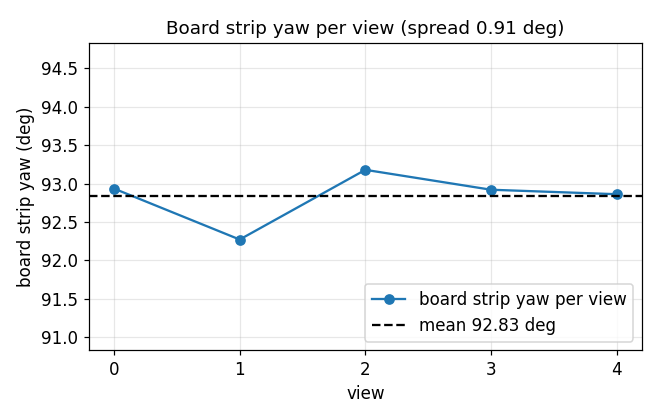 Board strip yaw per view (spread 0.91 deg)
board strip yaw (deg)
94.5
94.0
93.5
93.0
92.5
92.0
91.5
91.0
board strip yaw per view
mean 92.83 deg
0 1 2 3 4
view